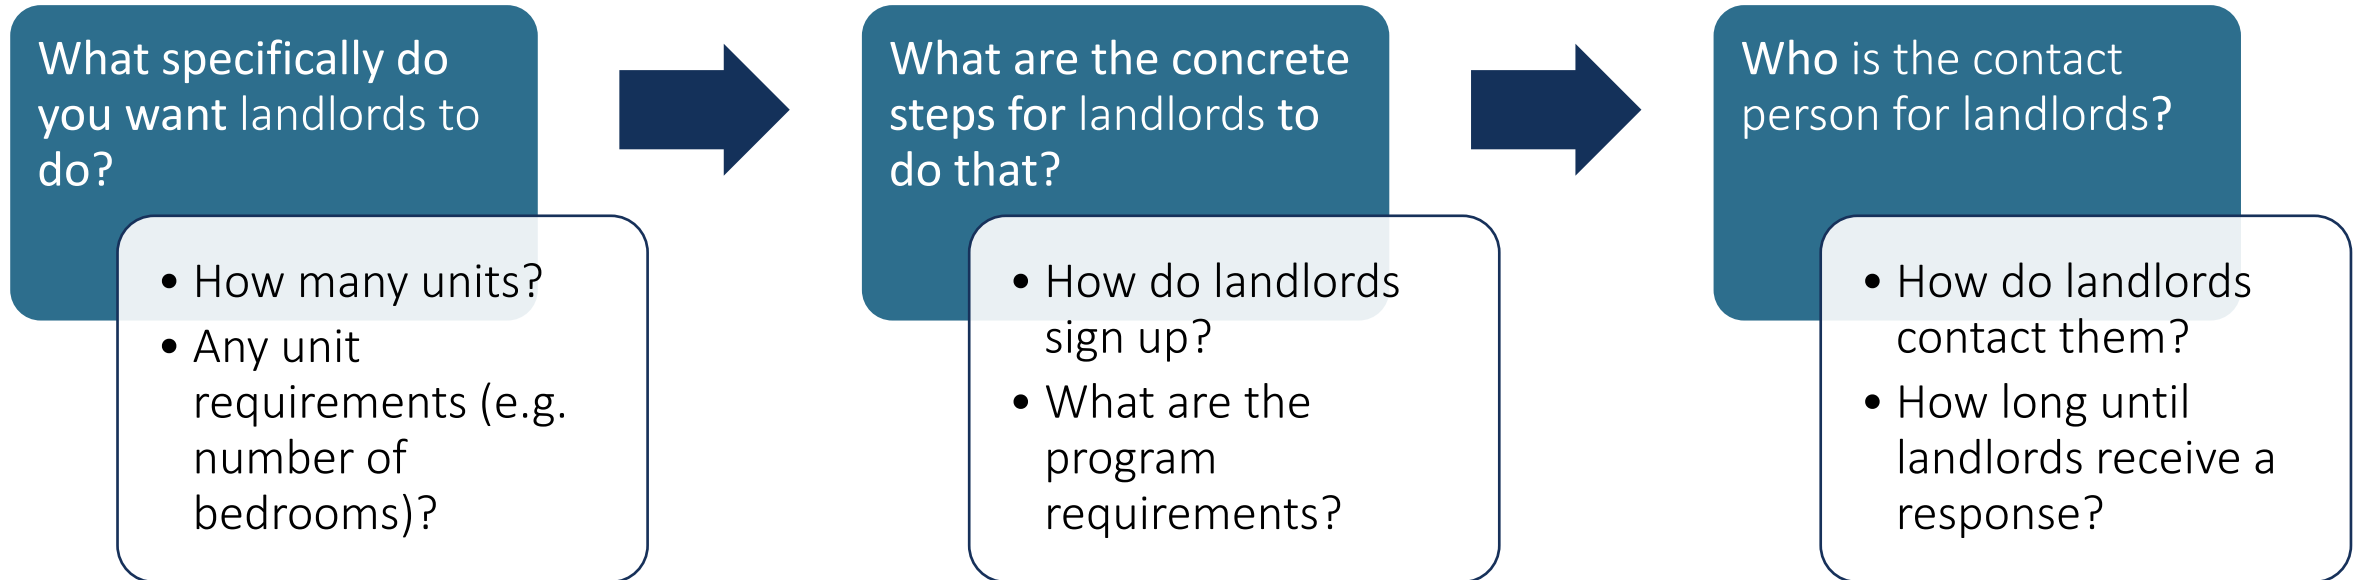 What specifically do
you want landlords to
do?
• How many units?
• Any unit
requirements (e.g.
number of
bedrooms)?
What are the concrete
steps for landlords to
do that?
• How do landlords
sign up?
• What are the
program
requirements?
Who is the contact
person for landlords?
• How do landlords
contact them?
• How long until
landlords receive a
response?